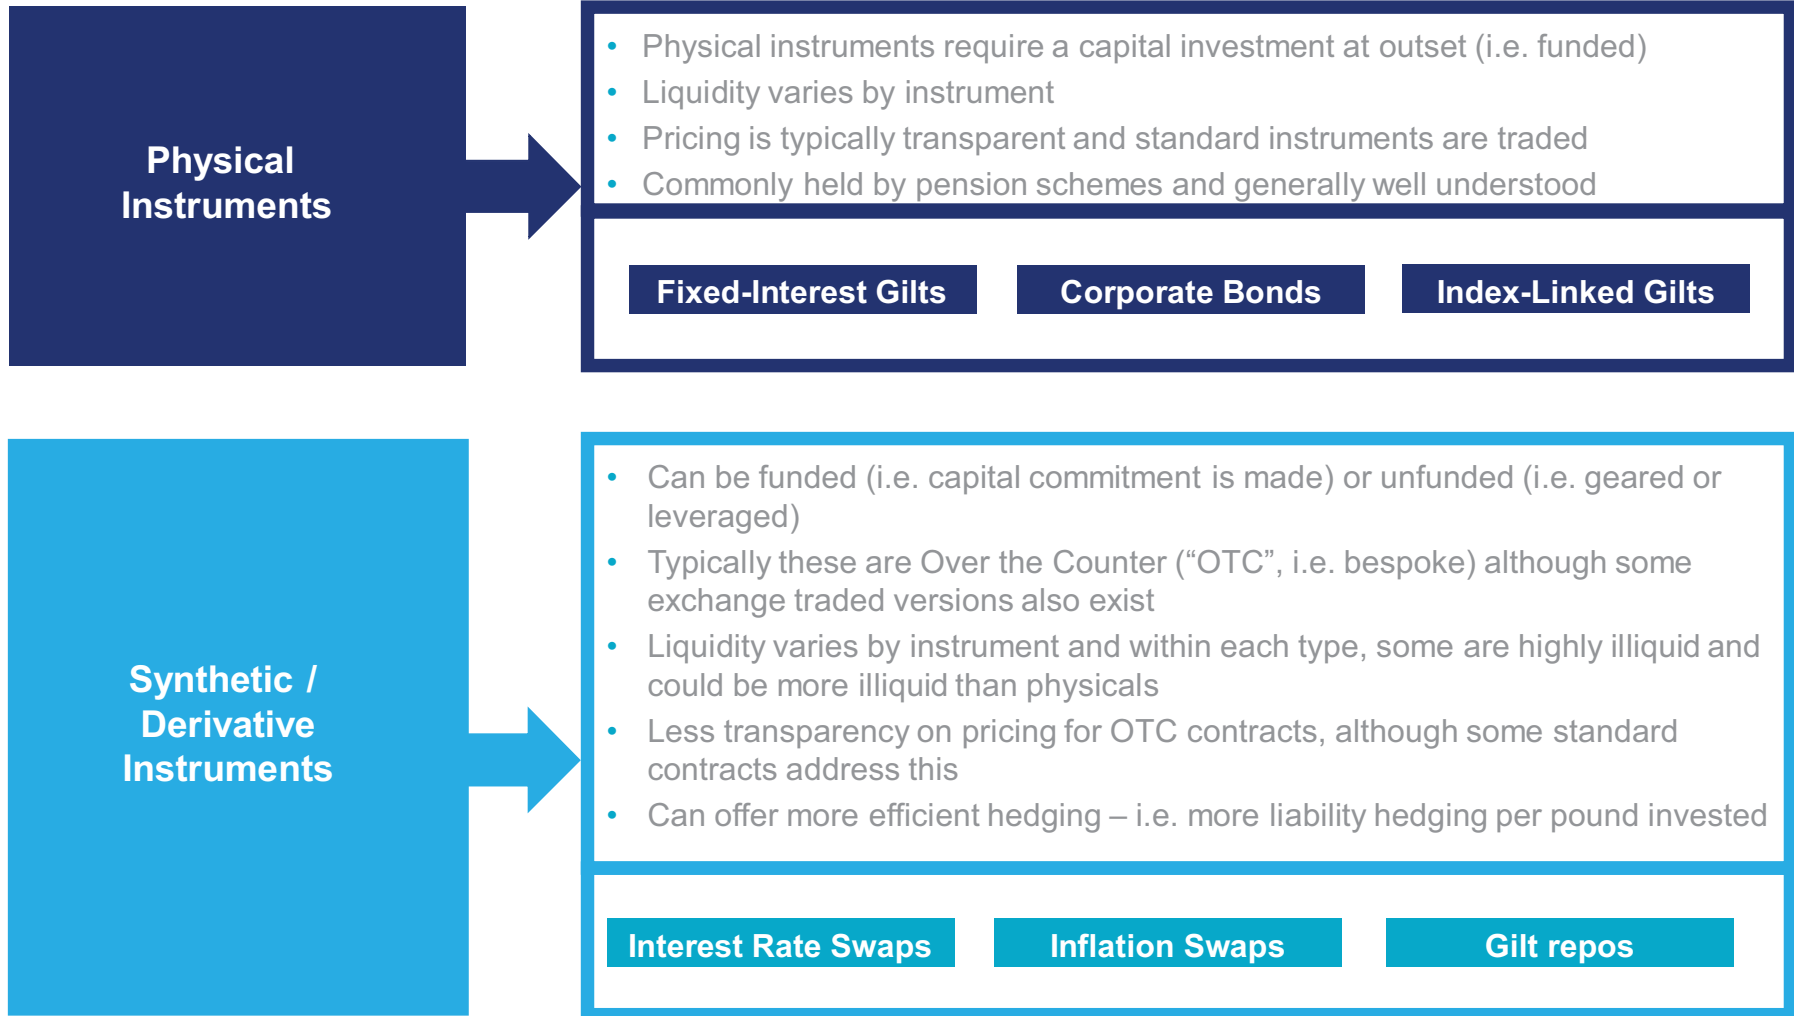 Physical
Instruments
• Physical instruments require a capital investment at outset (i.e. funded)
• Liquidity varies by instrument
• Pricing is typically transparent and standard instruments are traded
• Commonly held by pension schemes and generally well understood
Fixed-Interest Gilts
Corporate Bonds
Index-Linked Gilts
Synthetic /
Derivative
Instruments
• Can be funded (i.e. capital commitment is made) or unfunded (i.e. geared or
leveraged)
• Typically these are Over the Counter (“OTC”, i.e. bespoke) although some
exchange traded versions also exist
• Liquidity varies by instrument and within each type, some are highly illiquid and
could be more illiquid than physicals
• Less transparency on pricing for OTC contracts, although some standard
contracts address this
• Can offer more efficient hedging – i.e. more liability hedging per pound invested
Interest Rate Swaps
Inflation Swaps
Gilt repos